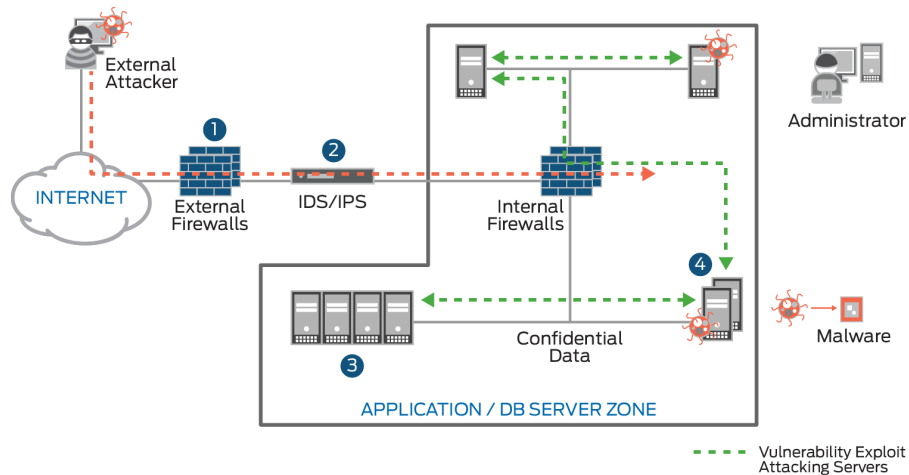 External
Attacker
Administrator
1
2
INTERNET
External
Firewalls
IDS/IPS
Internal
Firewalls
4
Confidential
Data
Malware
3
APPLICATION / DB SERVER ZONE
Vulnerability Exploit
Attacking Servers